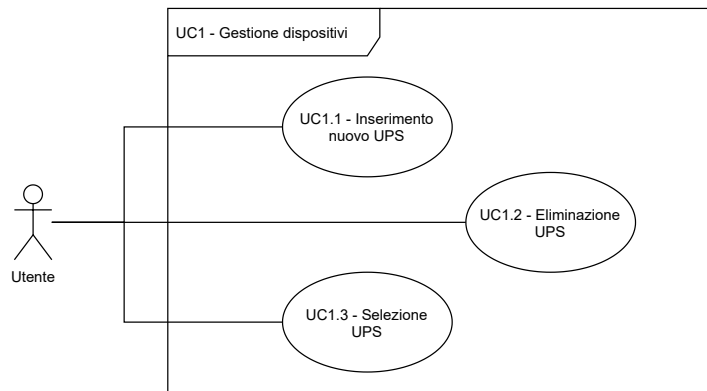 UC1 - Gestione dispositivi
UC1.1 - Inserimento
nuovo UPS
UC1.2 - Eliminazione
UPS
Utente
UC1.3 - Selezione
UPS